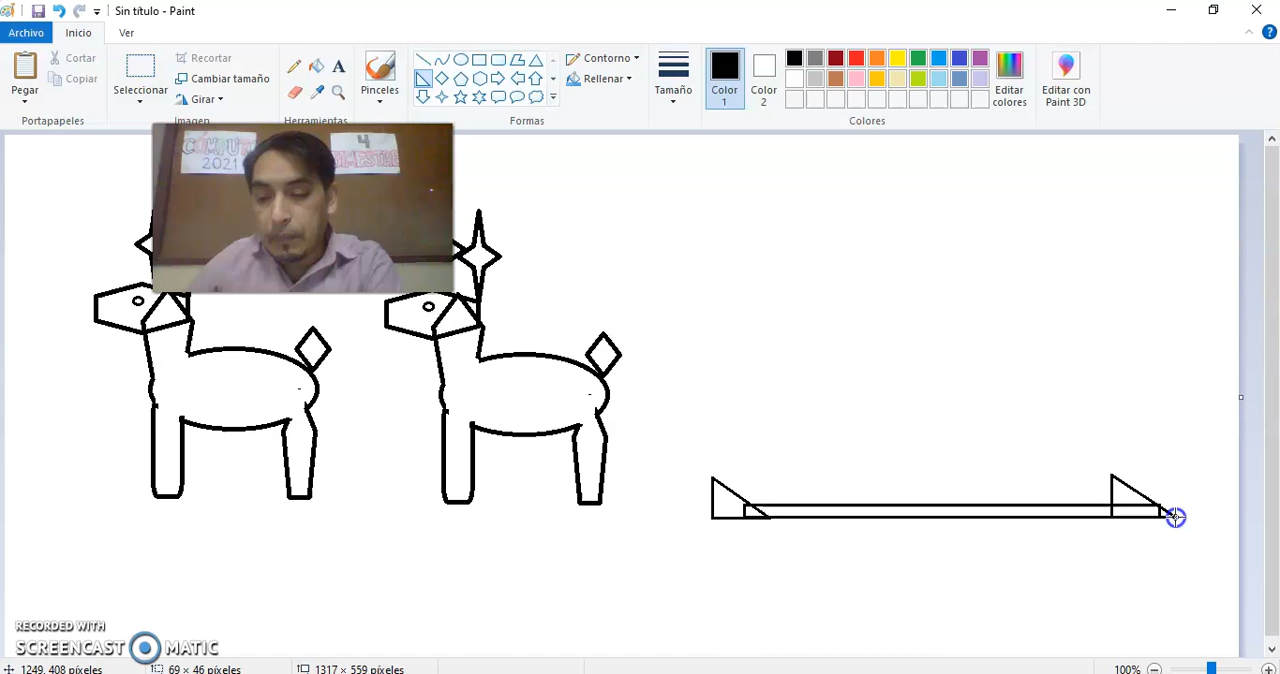 Sin título - Paint
Archivo Inicio Ver
Pegar
Cortar
Copiar
Portapapeles
Seleccionar
Recortar
Cambiar tamaño
Girar
Imagen
Herramientas
Pinceles
Contorno
Rellenar
Formas
Tamaño
Color 1
Color 2
Editar colores
Colores
Editar con Paint 3D
2021
4
BIMESTRE
RECORDED WITH
SCREENCAST MATIC
1249, 408 píxeles 69 × 46 píxeles 1317 × 559 píxeles 100%